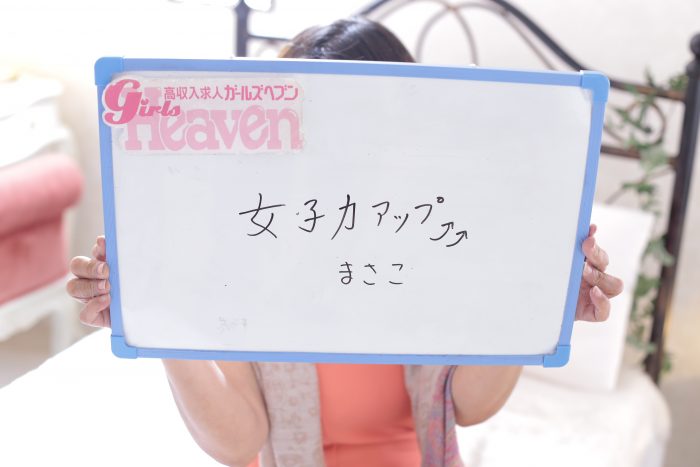 高収入求人ガールズヘブン
Girls
Heaven
女子力アップ↗↗
まさこ